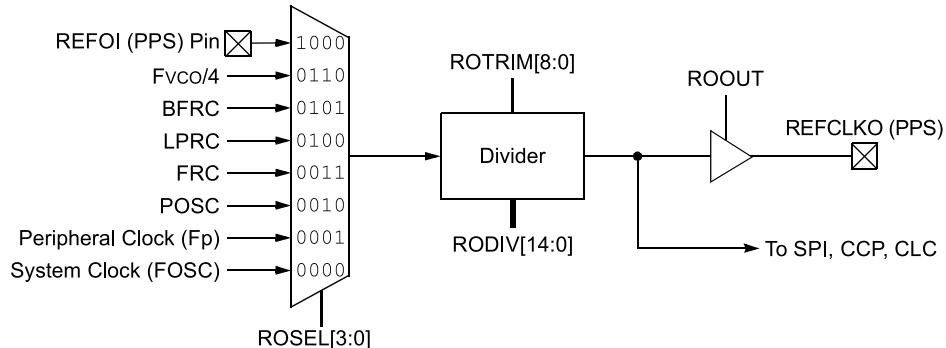 REFOI (PPS) Pin
1000
FVCO/4
0110
BFRC
0101
LPRC
0100
FRC
0011
POSC
0010
Peripheral Clock (Fp)
0001
System Clock (FOSC)
0000
ROSEL[3:0]
ROTRIM[8:0]
Divider
RODIV[14:0]
ROOUT
REFCLKO (PPS)
To SPI, CCP, CLC